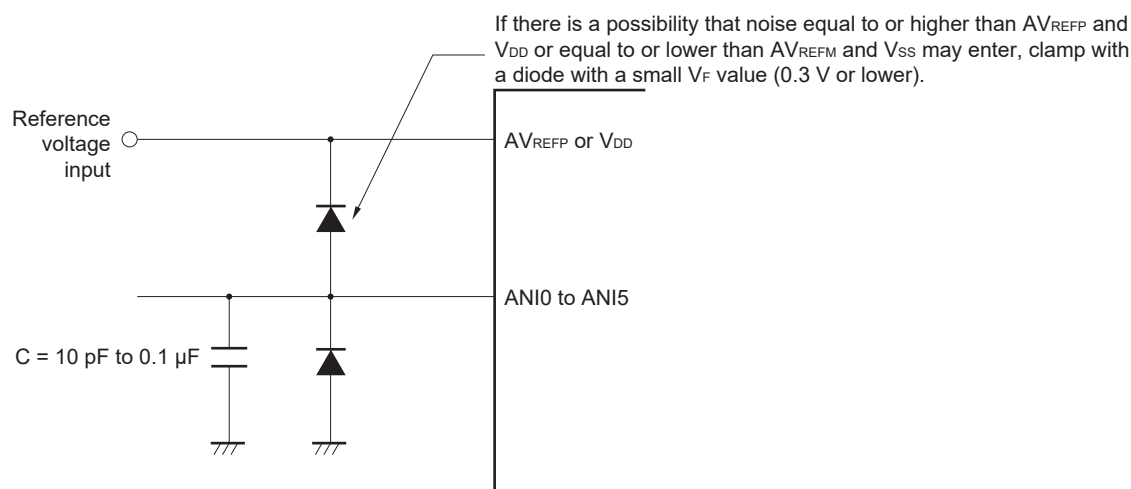 If there is a possibility that noise equal to or higher than AVREFP and
VDD or equal to or lower than AVREFM and VSS may enter, clamp with
a diode with a small VF value (0.3 V or lower).
Reference
voltage
input
AVREFP or VDD
ANI0 to ANI5
C = 10 pF to 0.1 µF